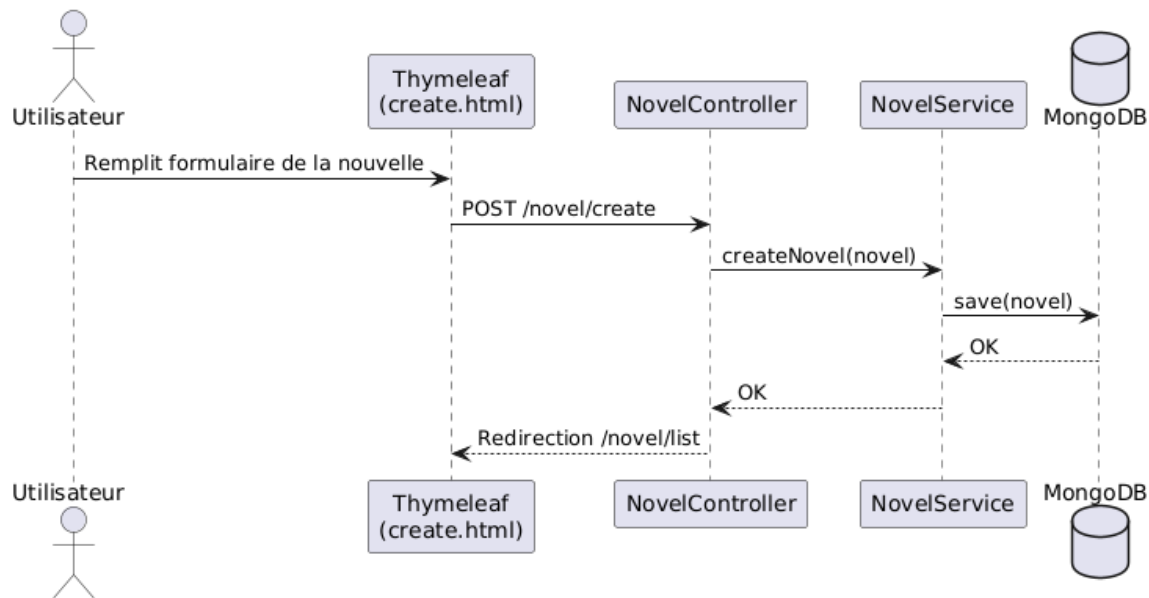 Utilisateur
Thymeleaf
(create.html)
NovelController
NovelService
MongoDB
Remplit formulaire de la nouvelle
POST /novel/create
createNovel(novel)
save(novel)
OK
OK
Redirection /novel/list
Utilisateur
Thymeleaf
(create.html)
NovelController
NovelService
MongoDB